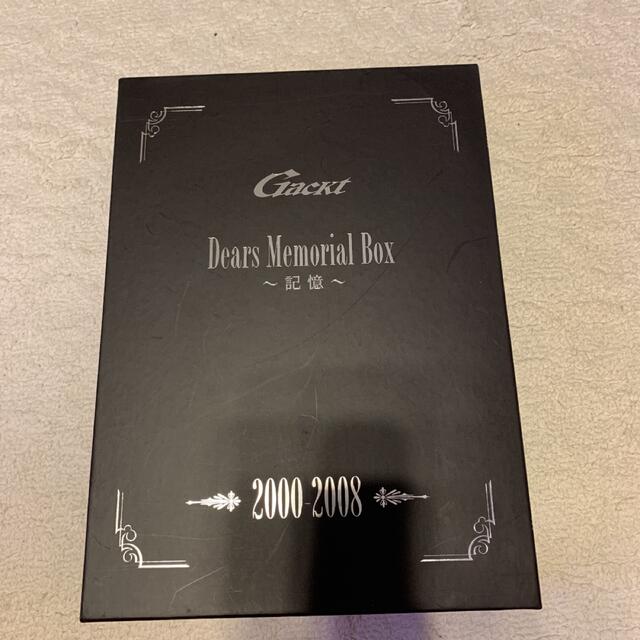 Gackt
Dears Memorial Box
～記憶～
2000-2008